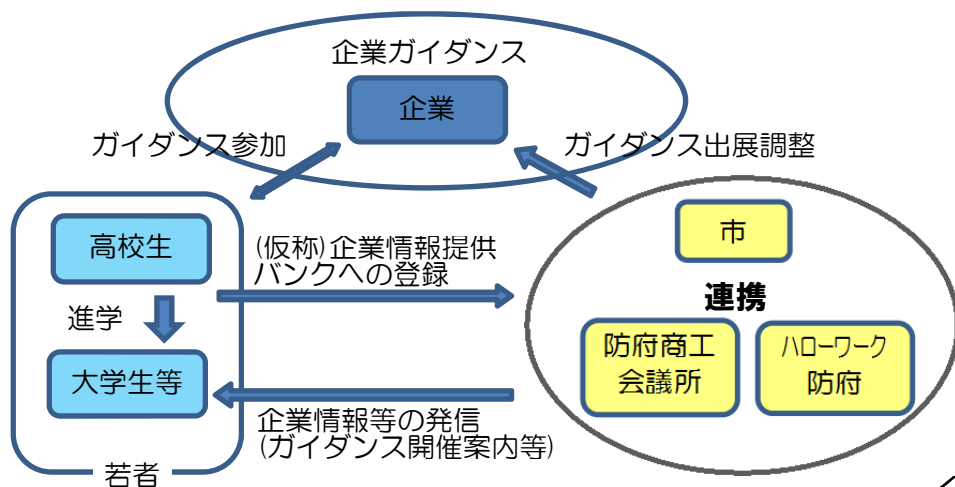 企業ガイダンス
企業
ガイダンス参加
ガイダンス出展調整
高校生
進学
大学生等
若者
(仮称)企業情報提供
バンクへの登録
企業情報等の発信
(ガイダンス開催案内等)
市
連携
防府商工
会議所
ハローワーク
防府